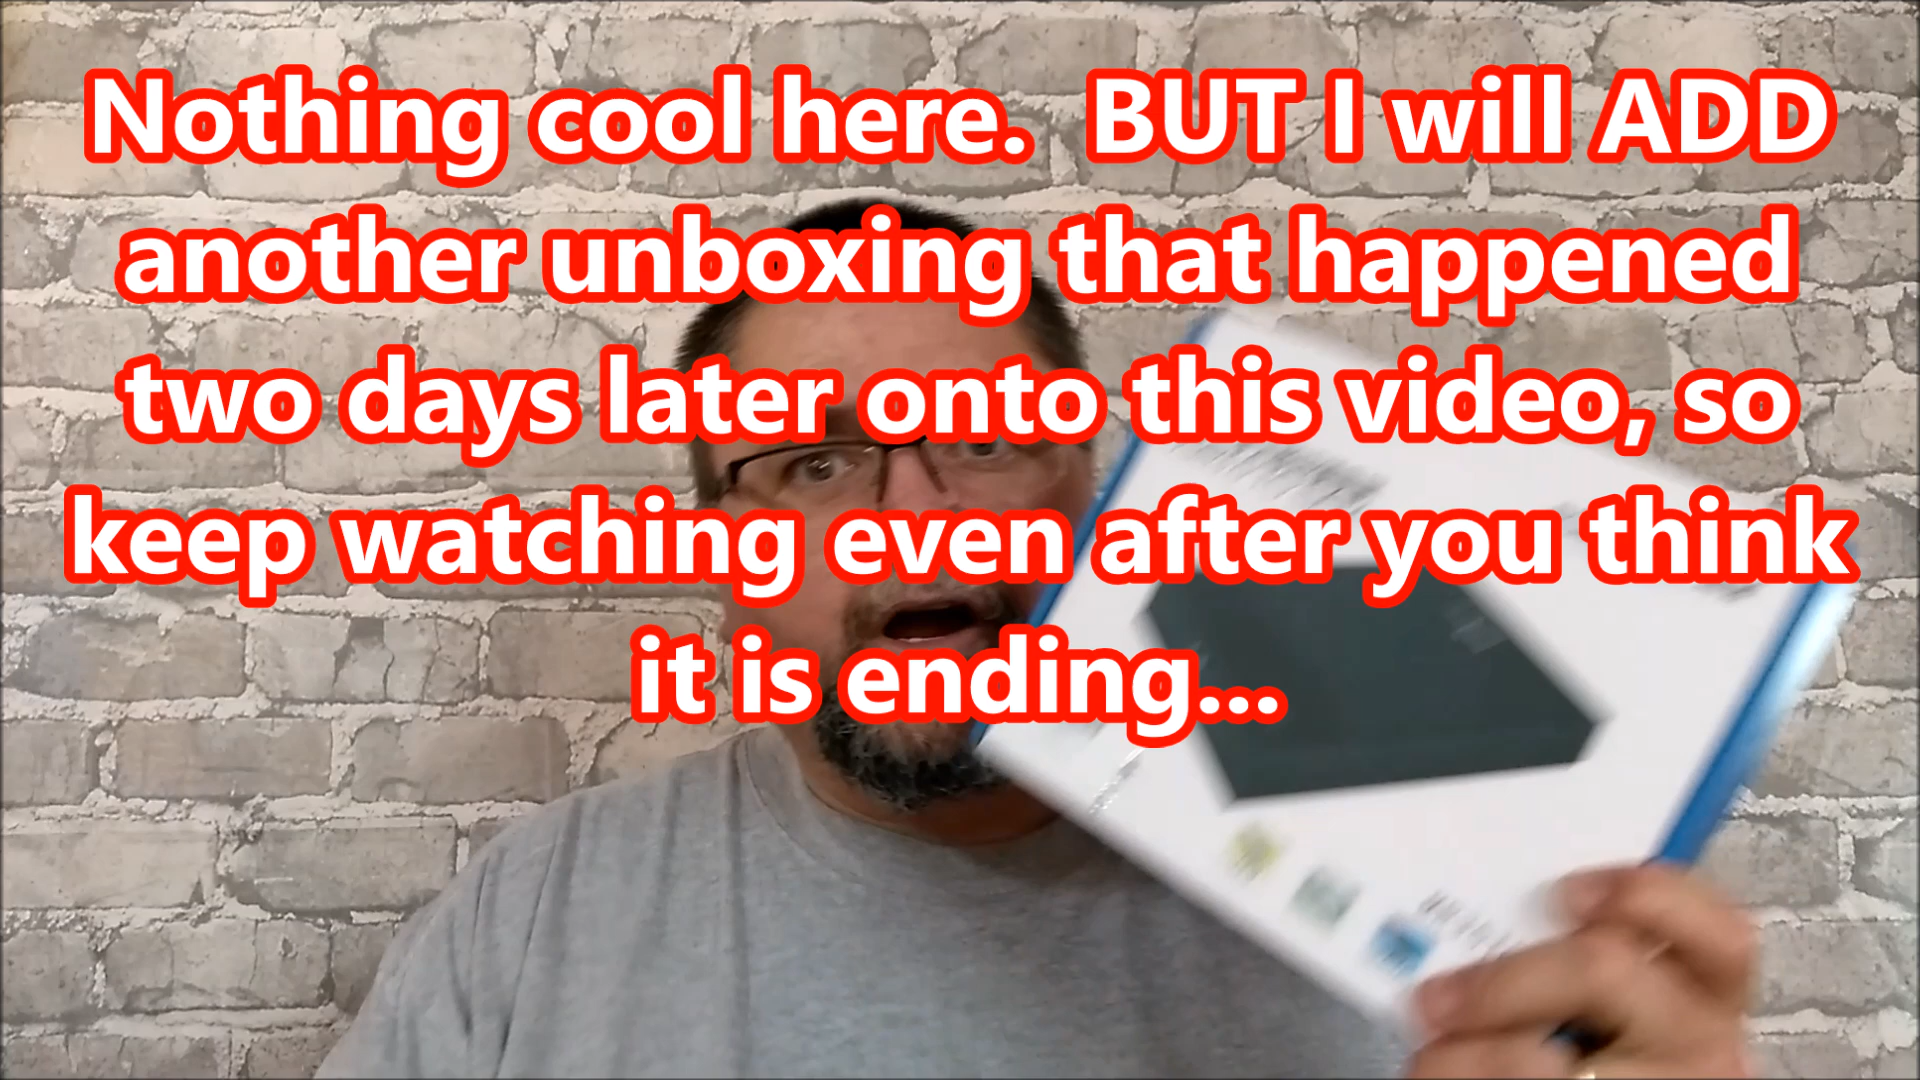 Nothing cool here.  BUT I will ADD
another unboxing that happened
two days later onto this video, so
keep watching even after you think
it is ending...